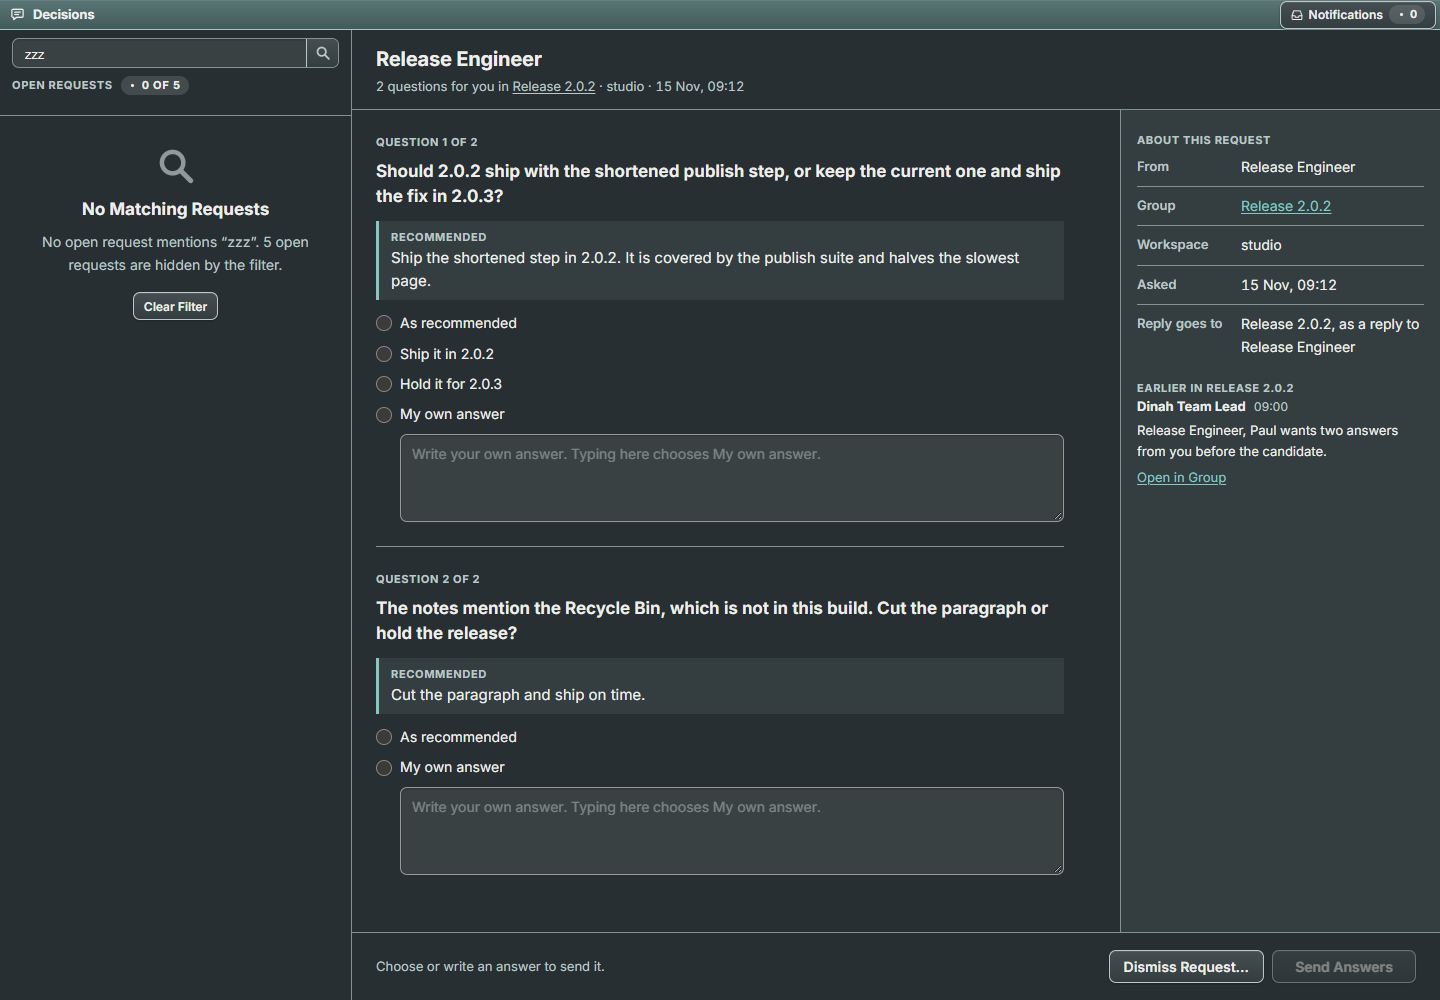 Decisions
Notifications • 0
zzz
OPEN REQUESTS • 0 OF 5
No Matching Requests
No open request mentions “zzz”. 5 open
requests are hidden by the filter.
Clear Filter
Release Engineer
2 questions for you in Release 2.0.2 · studio · 15 Nov, 09:12
QUESTION 1 OF 2
Should 2.0.2 ship with the shortened publish step, or keep the current one and ship
the fix in 2.0.3?
RECOMMENDED
Ship the shortened step in 2.0.2. It is covered by the publish suite and halves the slowest
page.
As recommended
Ship it in 2.0.2
Hold it for 2.0.3
My own answer
Write your own answer. Typing here chooses My own answer.
QUESTION 2 OF 2
The notes mention the Recycle Bin, which is not in this build. Cut the paragraph or
hold the release?
RECOMMENDED
Cut the paragraph and ship on time.
As recommended
My own answer
Write your own answer. Typing here chooses My own answer.
Choose or write an answer to send it.
Dismiss Request...
Send Answers
ABOUT THIS REQUEST
From Release Engineer
Group Release 2.0.2
Workspace studio
Asked 15 Nov, 09:12
Reply goes to Release 2.0.2, as a reply to
Release Engineer
EARLIER IN RELEASE 2.0.2
Dinah Team Lead 09:00
Release Engineer, Paul wants two answers
from you before the candidate.
Open in Group